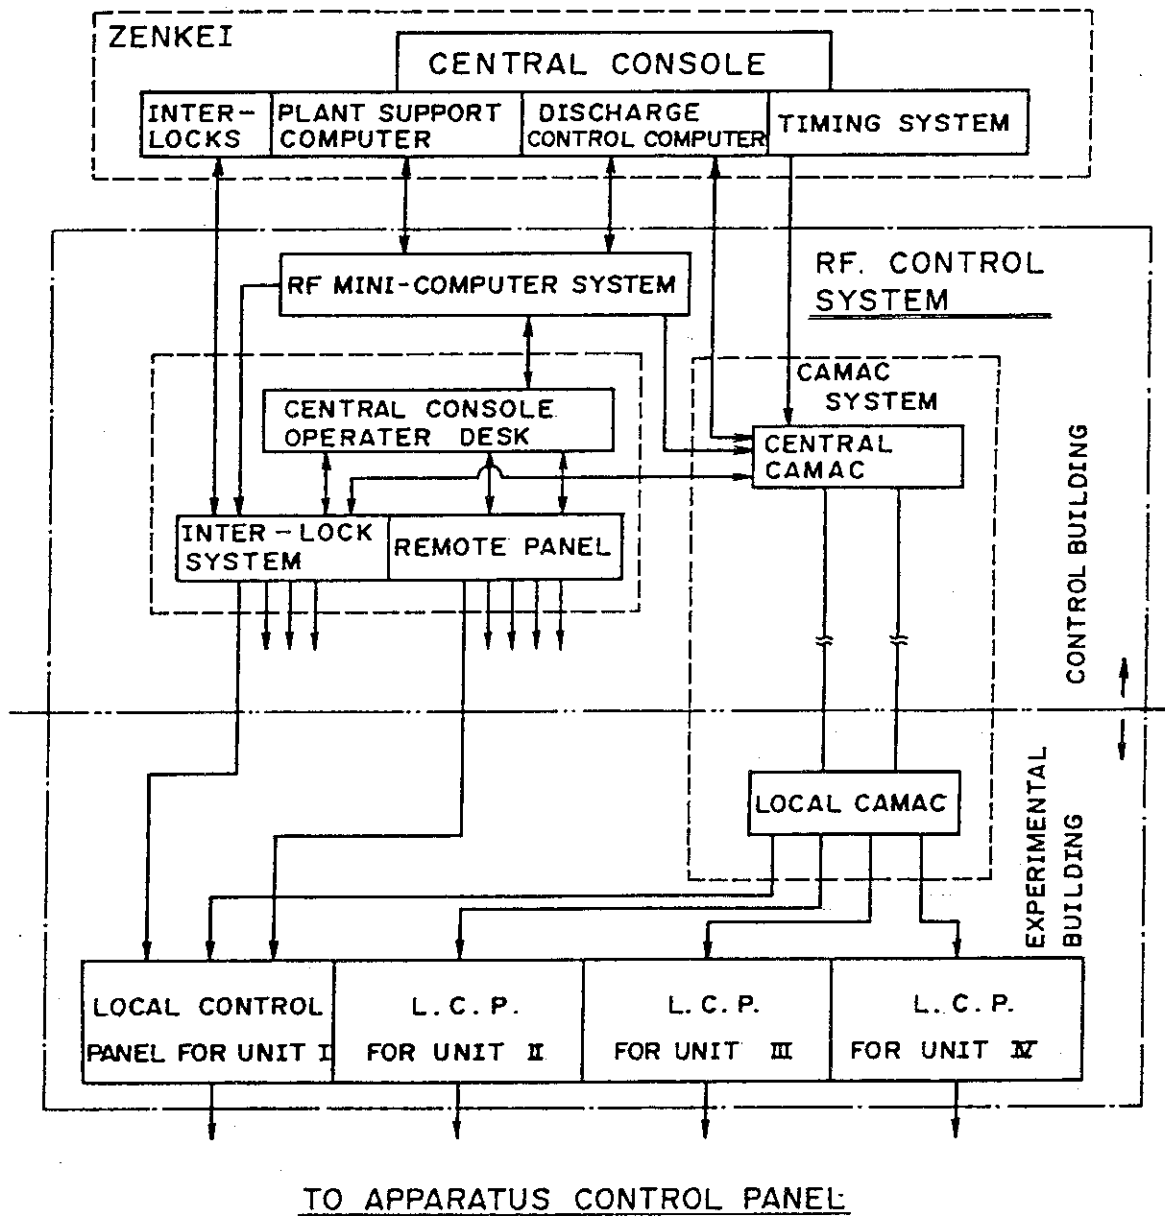 ZENKEI
CENTRAL CONSOLE
INTER-
LOCKS
PLANT SUPPORT
COMPUTER
DISCHARGE
CONTROL COMPUTER
TIMING SYSTEM
RF MINI-COMPUTER SYSTEM
RF. CONTROL
SYSTEM
CENTRAL CONSOLE
OPERATER DESK
CAMAC
SYSTEM
CENTRAL
CAMAC
INTER-LOCK
SYSTEM
REMOTE PANEL
CONTROL BUILDING
LOCAL CAMAC
EXPERIMENTAL
BUILDING
LOCAL CONTROL
PANEL FOR UNIT I
L. C. P.
FOR UNIT II
L. C. P.
FOR UNIT III
L. C. P.
FOR UNIT IV
TO APPARATUS CONTROL PANEL